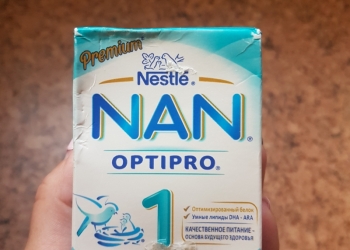 Premium
Nestlé®
NAN®
OPTIPRO®
1
Оптимизированный белок
Умные липиды DHA - ARA
КАЧЕСТВЕННОЕ ПИТАНИЕ -
ОСНОВА БУДУЩЕГО ЗДОРОВЬЯ